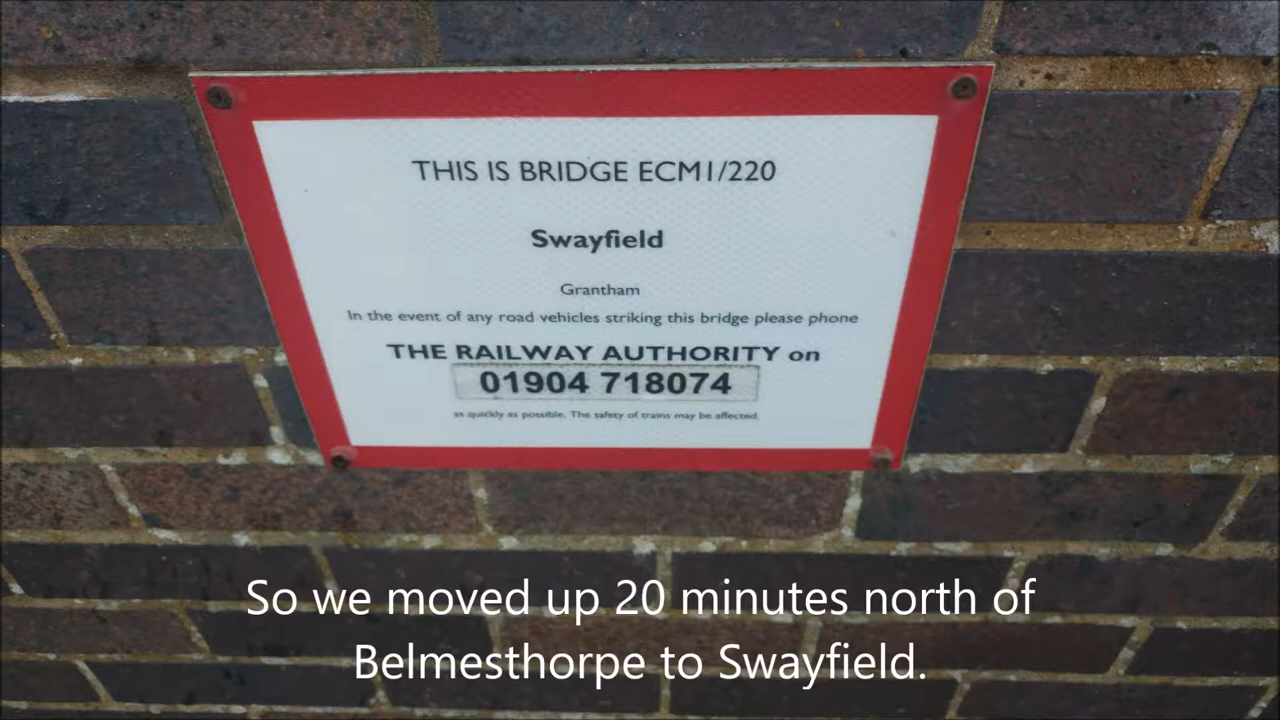 THIS IS BRIDGE ECM1/220
Swayfield
Grantham
In the event of any road vehicles striking this bridge please phone
THE RAILWAY AUTHORITY on
01904 718074
as quickly as possible. The safety of trains may be affected.
So we moved up 20 minutes north of
Belmesthorpe to Swayfield.